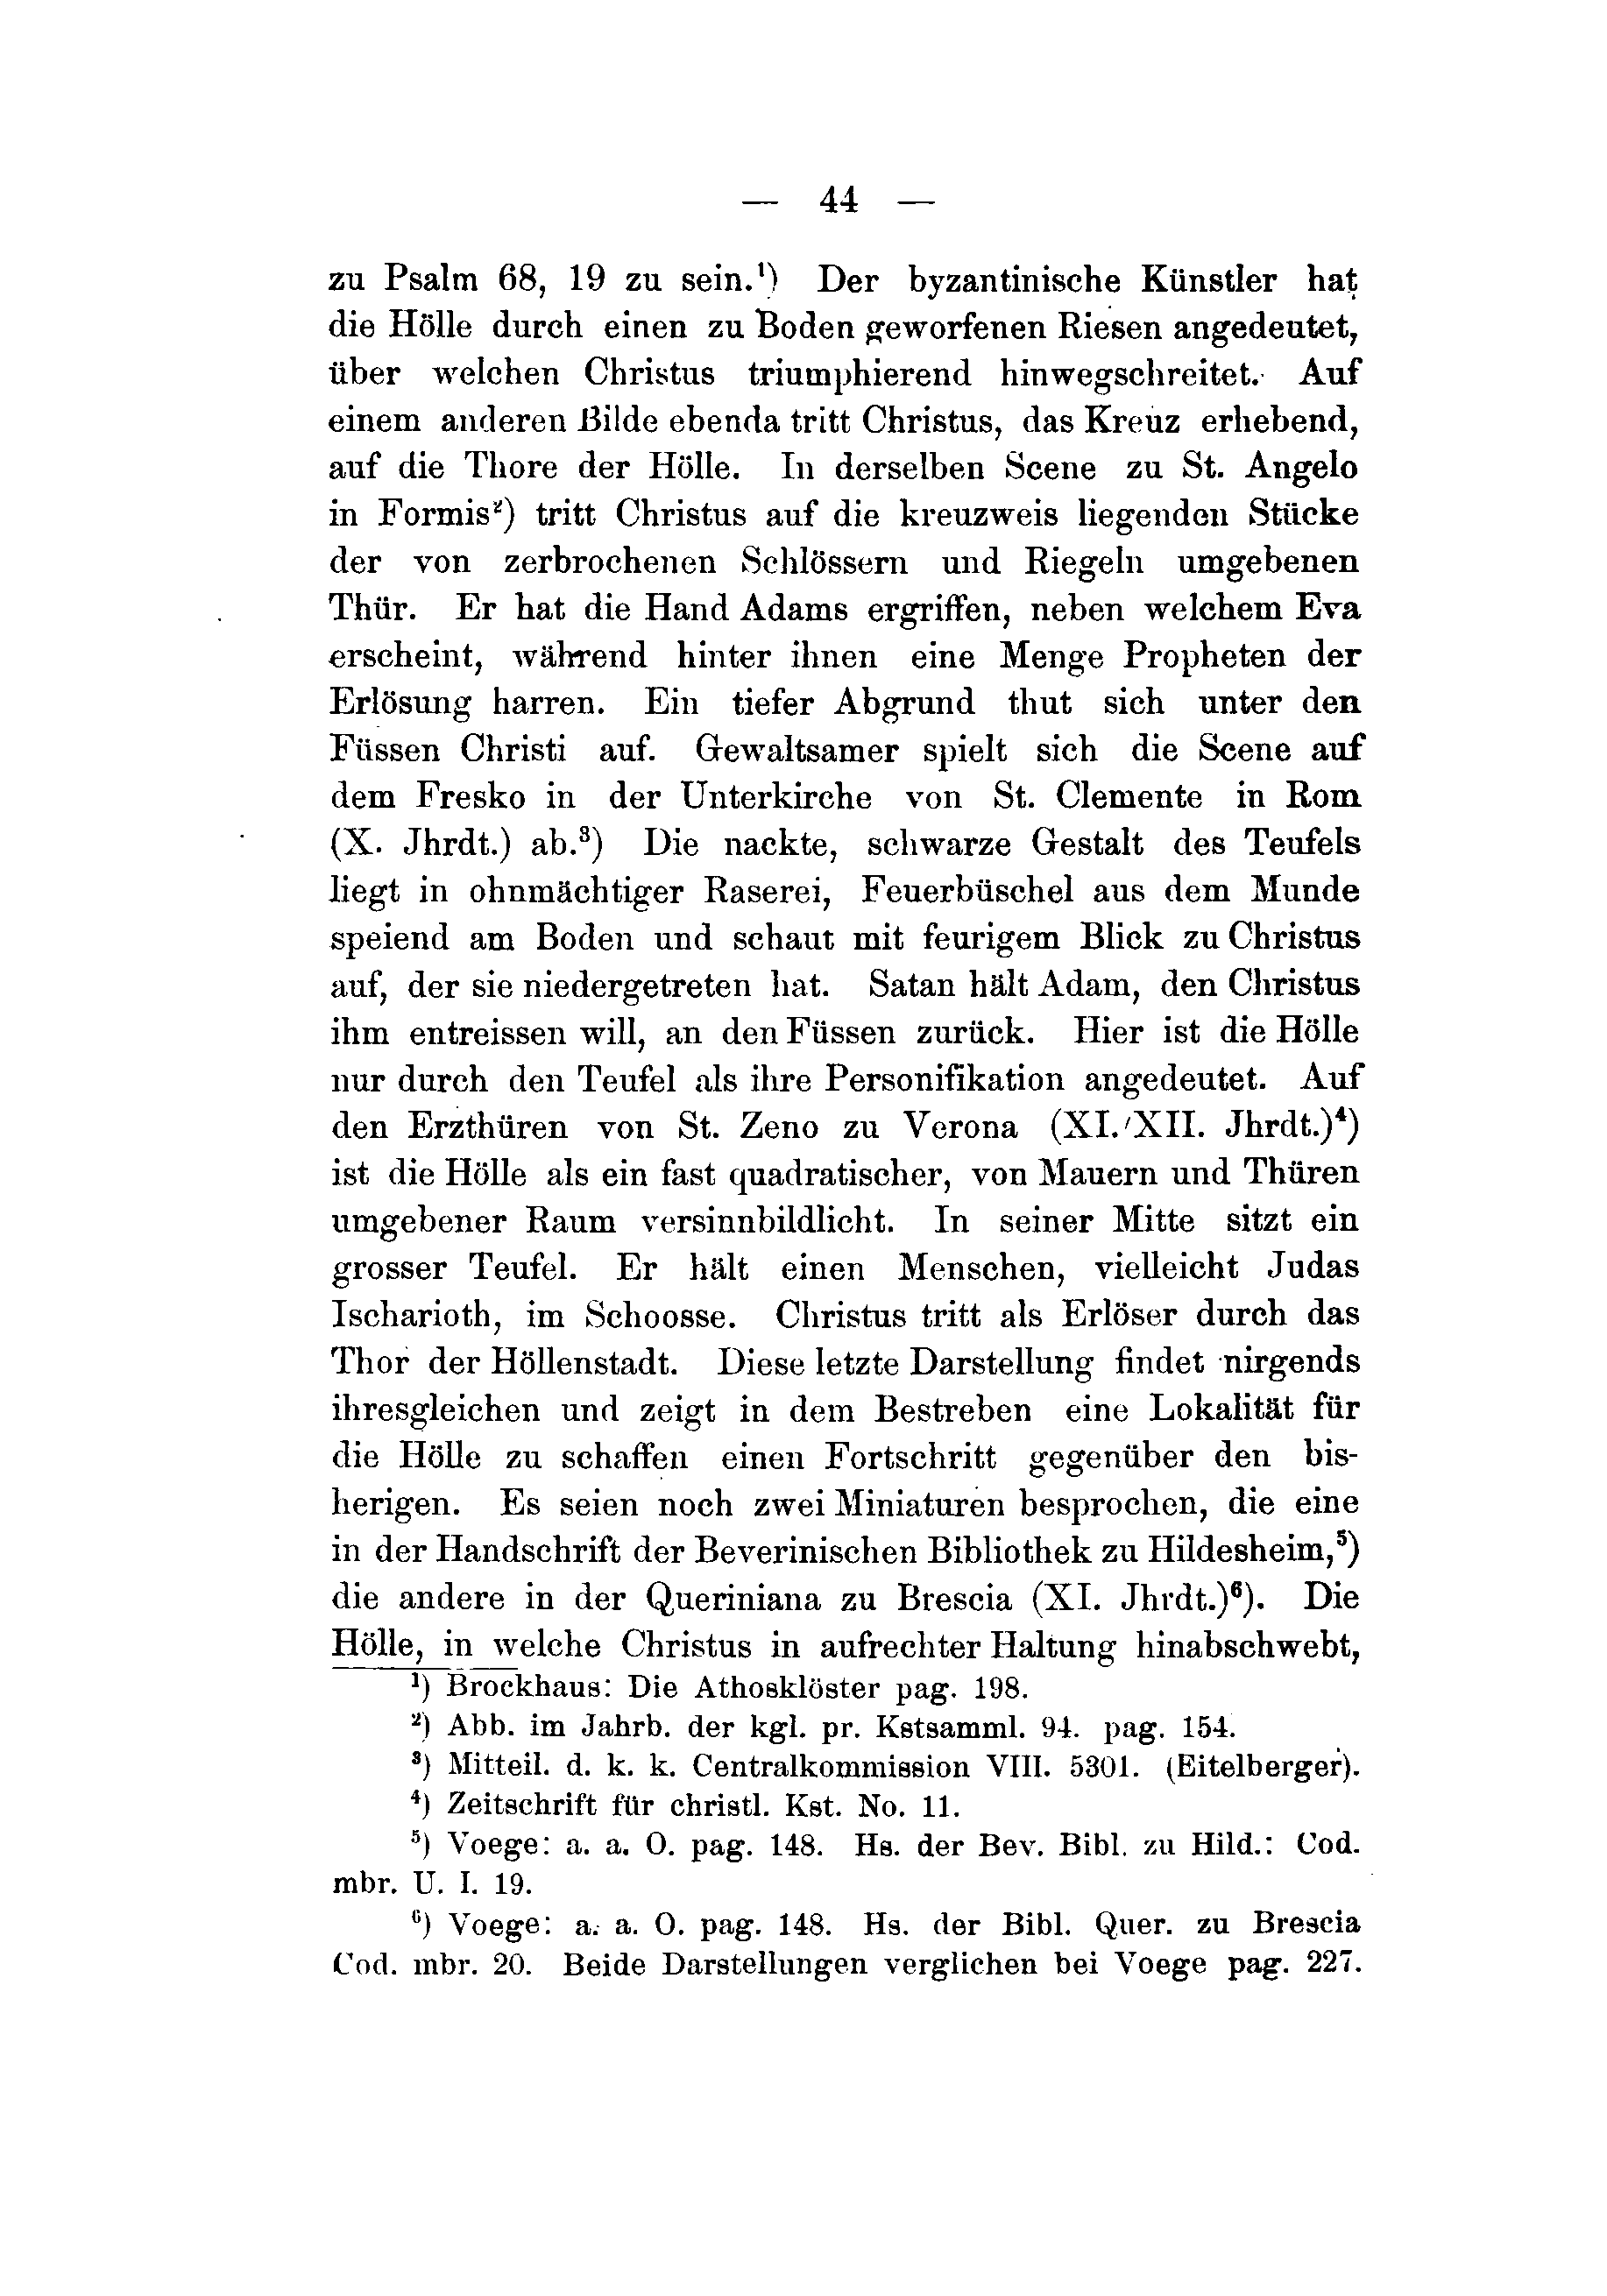 — 44 —
zu Psalm 68, 19 zu sein.¹) Der byzantinische Künstler hat
die Hölle durch einen zu Boden geworfenen Riesen angedeutet,
über welchen Christus triumphierend hinwegschreitet. Auf
einem anderen Bilde ebenda tritt Christus, das Kreuz erhebend,
auf die Thore der Hölle. In derselben Scene zu St. Angelo
in Formis²) tritt Christus auf die kreuzweis liegenden Stücke
der von zerbrochenen Schlössern und Riegeln umgebenen
Thür. Er hat die Hand Adams ergriffen, neben welchem Eva
erscheint, während hinter ihnen eine Menge Propheten der
Erlösung harren. Ein tiefer Abgrund thut sich unter den
Füssen Christi auf. Gewaltsamer spielt sich die Scene auf
dem Fresko in der Unterkirche von St. Clemente in Rom
(X. Jhrdt.) ab.³) Die nackte, schwarze Gestalt des Teufels
liegt in ohnmächtiger Raserei, Feuerbüschel aus dem Munde
speiend am Boden und schaut mit feurigem Blick zu Christus
auf, der sie niedergetreten hat. Satan hält Adam, den Christus
ihm entreissen will, an den Füssen zurück. Hier ist die Hölle
nur durch den Teufel als ihre Personifikation angedeutet. Auf
den Erzthüren von St. Zeno zu Verona (XI./XII. Jhrdt.)⁴)
ist die Hölle als ein fast quadratischer, von Mauern und Thüren
umgebener Raum versinnbildlicht. In seiner Mitte sitzt ein
grosser Teufel. Er hält einen Menschen, vielleicht Judas
Ischarioth, im Schoosse. Christus tritt als Erlöser durch das
Thor der Höllenstadt. Diese letzte Darstellung findet nirgends
ihresgleichen und zeigt in dem Bestreben eine Lokalität für
die Hölle zu schaffen einen Fortschritt gegenüber den bis-
herigen. Es seien noch zwei Miniaturen besprochen, die eine
in der Handschrift der Beverinischen Bibliothek zu Hildesheim,⁵)
die andere in der Queriniana zu Brescia (XI. Jhrdt.)⁶). Die
Hölle, in welche Christus in aufrechter Haltung hinabschwebt,
¹) Brockhaus: Die Athosklöster pag. 198.
²) Abb. im Jahrb. der kgl. pr. Kstsamml. 94. pag. 154.
³) Mitteil. d. k. k. Centralkommission VIII. 5301. (Eitelberger).
⁴) Zeitschrift für christl. Kst. No. 11.
⁵) Voege: a. a. O. pag. 148. Hs. der Bev. Bibl. zu Hild.: Cod.
mbr. U. I. 19.
⁶) Voege: a. a. O. pag. 148. Hs. der Bibl. Quer. zu Brescia
Cod. mbr. 20. Beide Darstellungen verglichen bei Voege pag. 227.